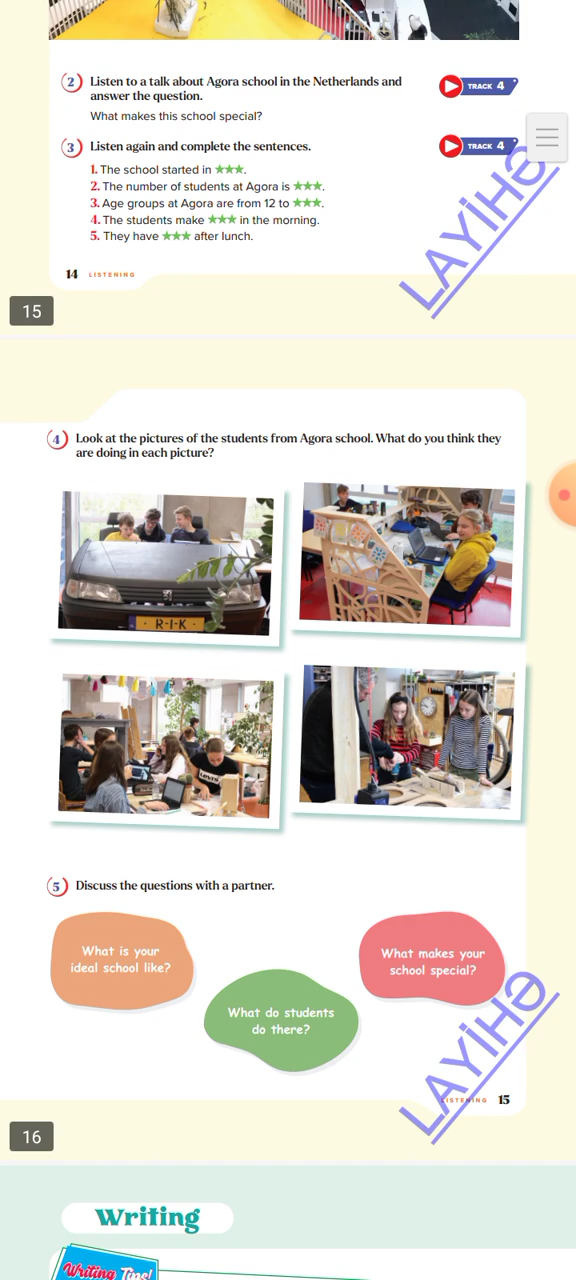 2 Listen to a talk about Agora school in the Netherlands and
answer the question.
TRACK 4
What makes this school special?
3 Listen again and complete the sentences.
TRACK 4
1. The school started in ★★★.
2. The number of students at Agora is ★★★.
3. Age groups at Agora are from 12 to ★★★.
4. The students make ★★★ in the morning.
5. They have ★★★ after lunch.
LAYİHƏ
14 LISTENING
15
4 Look at the pictures of the students from Agora school. What do you think they
are doing in each picture?
R-I-K
5 Discuss the questions with a partner.
What is your
ideal school like?
What makes your
school special?
What do students
do there?
LAYİHƏ
LISTENING 15
16
Writing
Writing Tips!